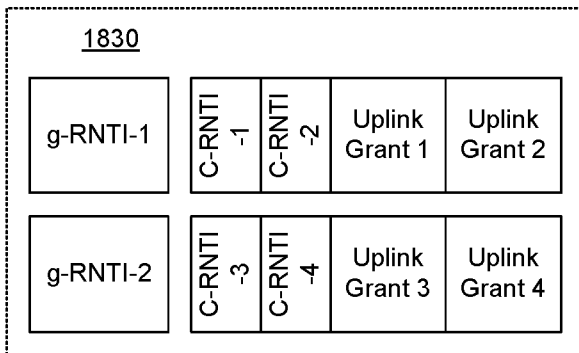 1830
g-RNTI-1
C-RNTI
-1
C-RNTI
-2
Uplink
Grant 1
Uplink
Grant 2
g-RNTI-2
C-RNTI
-3
C-RNTI
-4
Uplink
Grant 3
Uplink
Grant 4